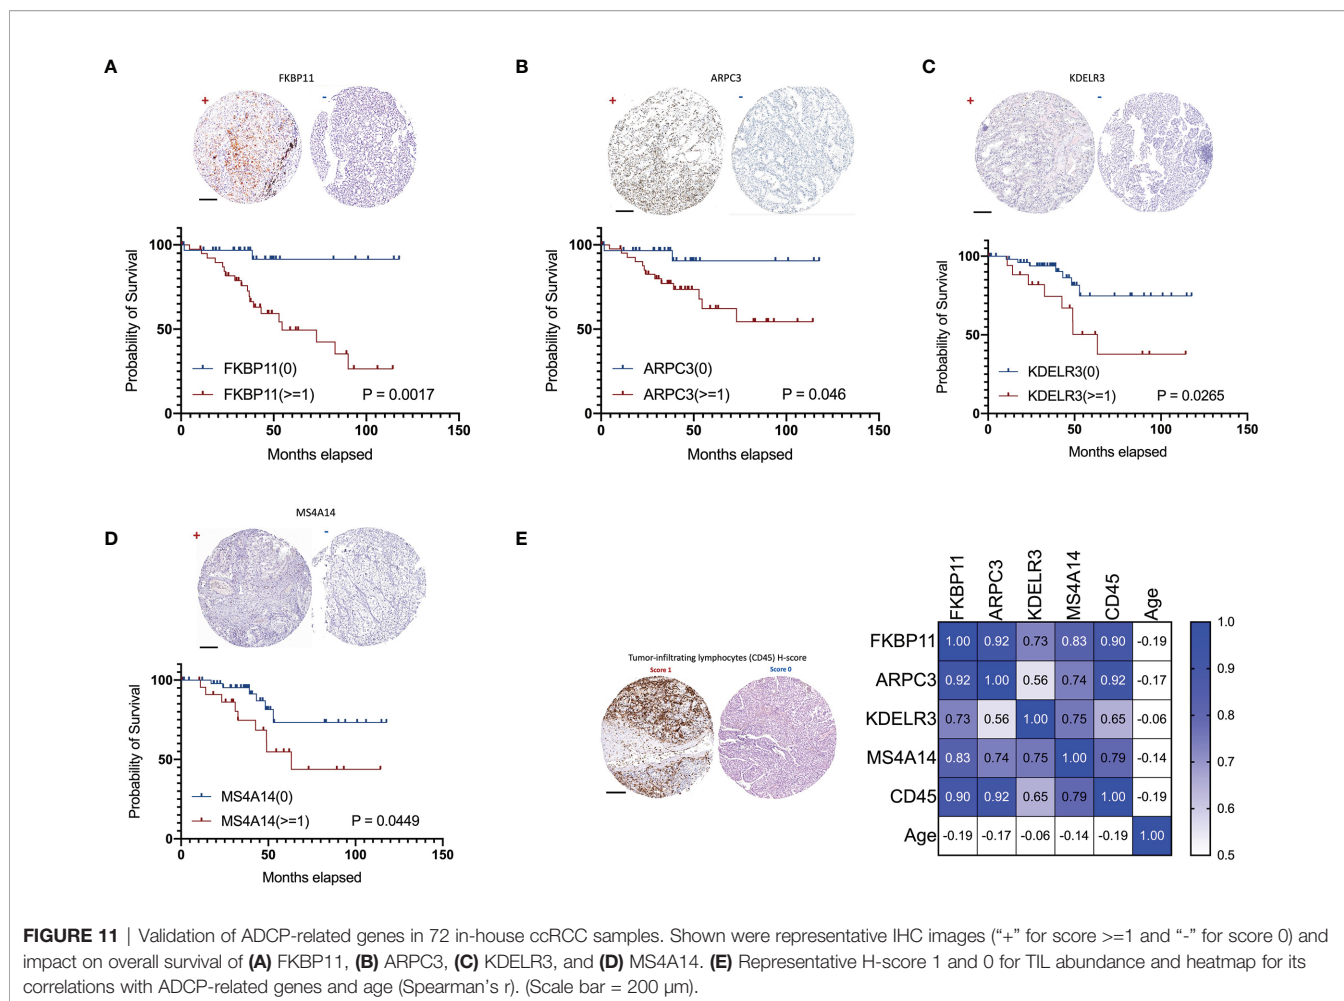 A
FKBP11
+
-
Probability of Survival
100
50
0
FKBP11(0)
FKBP11(>=1)
P = 0.0017
0 50 100 150
Months elapsed
B
ARPC3
+
-
Probability of Survival
100
50
0
ARPC3(0)
ARPC3(>=1)
P = 0.046
0 50 100 150
Months elapsed
C
KDELR3
+
-
Probability of Survival
100
50
0
KDELR3(0)
KDELR3(>=1)
P = 0.0265
0 50 100 150
Months elapsed
D
MS4A14
+
-
Probability of Survival
100
50
0
MS4A14(0)
MS4A14(>=1)
P = 0.0449
0 50 100 150
Months elapsed
E
Tumor-infiltrating lymphocytes (CD45) H-score
Score 1 Score 0
FKBP11 ARPC3 KDELR3 MS4A14 CD45 Age
FKBP11 1.00 0.92 0.73 0.83 0.90 -0.19
ARPC3 0.92 1.00 0.56 0.74 0.92 -0.17
KDELR3 0.73 0.56 1.00 0.75 0.65 -0.06
MS4A14 0.83 0.74 0.75 1.00 0.79 -0.14
CD45 0.90 0.92 0.65 0.79 1.00 -0.19
Age -0.19 -0.17 -0.06 -0.14 -0.19 1.00
1.0
0.9
0.8
0.7
0.6
0.5
FIGURE 11 | Validation of ADCP-related genes in 72 in-house ccRCC samples. Shown were representative IHC images (“+” for score >=1 and “-” for score 0) and
impact on overall survival of (A) FKBP11, (B) ARPC3, (C) KDELR3, and (D) MS4A14. (E) Representative H-score 1 and 0 for TIL abundance and heatmap for its
correlations with ADCP-related genes and age (Spearman’s r). (Scale bar = 200 μm).